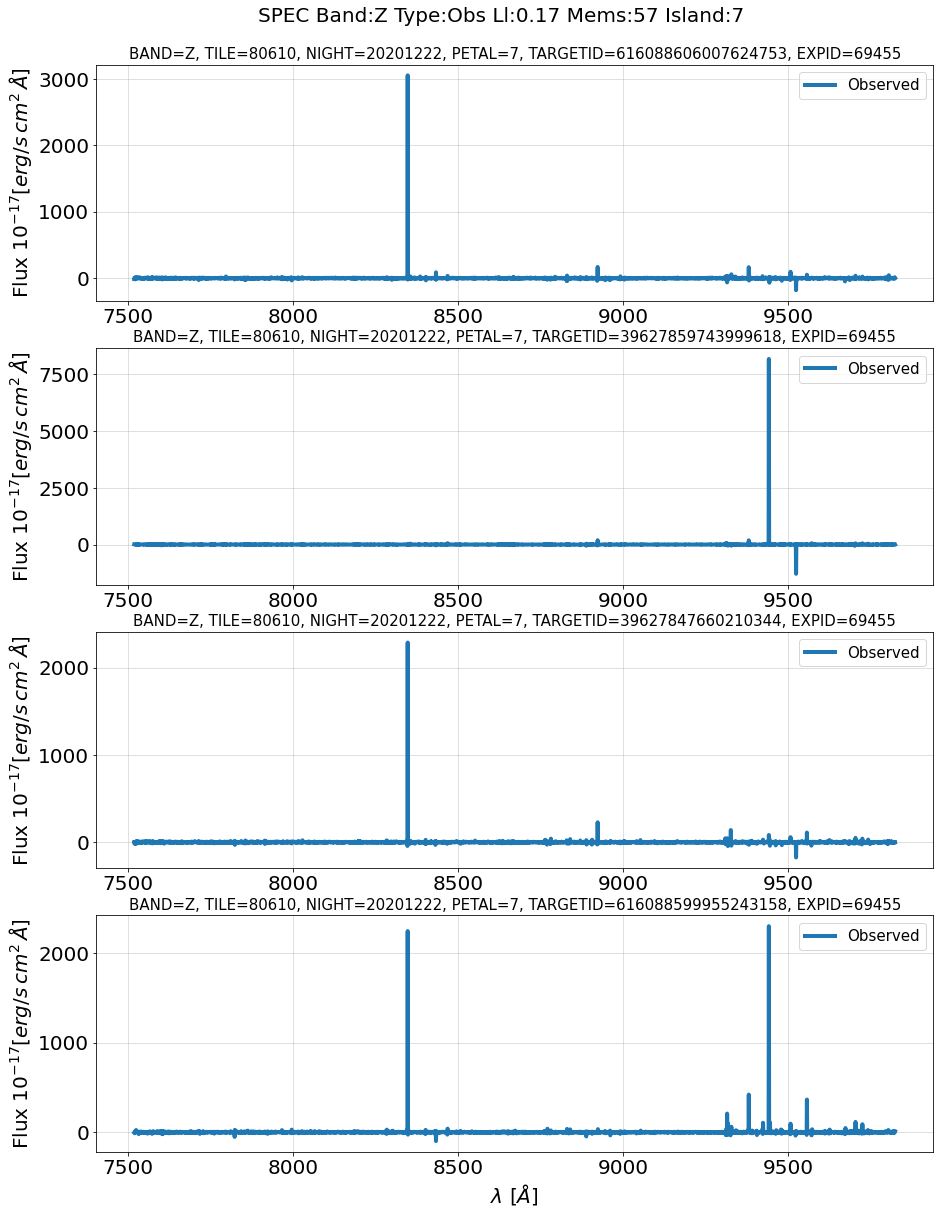 SPEC Band:Z Type:Obs Ll:0.17 Mems:57 Island:7
BAND=Z, TILE=80610, NIGHT=20201222, PETAL=7, TARGETID=616088606007624753, EXPID=69455
Flux 10^{-17}[erg/s cm^2 Å]
3000
2000
1000
0
Observed
7500 8000 8500 9000 9500
BAND=Z, TILE=80610, NIGHT=20201222, PETAL=7, TARGETID=39627859743999618, EXPID=69455
Flux 10^{-17}[erg/s cm^2 Å]
7500
5000
2500
0
Observed
7500 8000 8500 9000 9500
BAND=Z, TILE=80610, NIGHT=20201222, PETAL=7, TARGETID=39627847660210344, EXPID=69455
Flux 10^{-17}[erg/s cm^2 Å]
2000
1000
0
Observed
7500 8000 8500 9000 9500
BAND=Z, TILE=80610, NIGHT=20201222, PETAL=7, TARGETID=616088599955243158, EXPID=69455
Flux 10^{-17}[erg/s cm^2 Å]
2000
1000
0
Observed
7500 8000 8500 9000 9500
λ [Å]